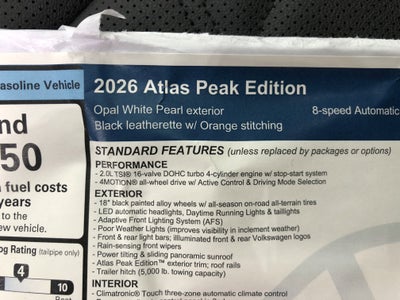 asoline Vehicle
2026 Atlas Peak Edition
Opal White Pearl exterior 8-speed Automatic
Black leatherette w/ Orange stitching
nd
50
fuel costs
years
to the
ew vehicle.
og Rating (tailpipe only)
4
10
STANDARD FEATURES (unless replaced by packages or options)
PERFORMANCE
- 2.0L TSI® 16-valve DOHC turbo 4-cylinder engine w/ stop-start system
- 4MOTION® all-wheel drive w/ Active Control & Driving Mode Selection
EXTERIOR
- 18" black painted alloy wheels w/ all-season on-road all-terrain tires
- LED automatic headlights, Daytime Running Lights & taillights
- Adaptive Front Lighting System (AFS)
- Poor Weather Lights (improves visibility in inclement weather)
- Front & rear light bars; illuminated front & rear Volkswagen logos
- Rain-sensing front wipers
- Power tilting & sliding panoramic sunroof
- Atlas Peak Edition™ exterior trim; roof rails
- Trailer hitch (5,000 lb. towing capacity)
INTERIOR
- Climatronic® Touch three-zone automatic climate control